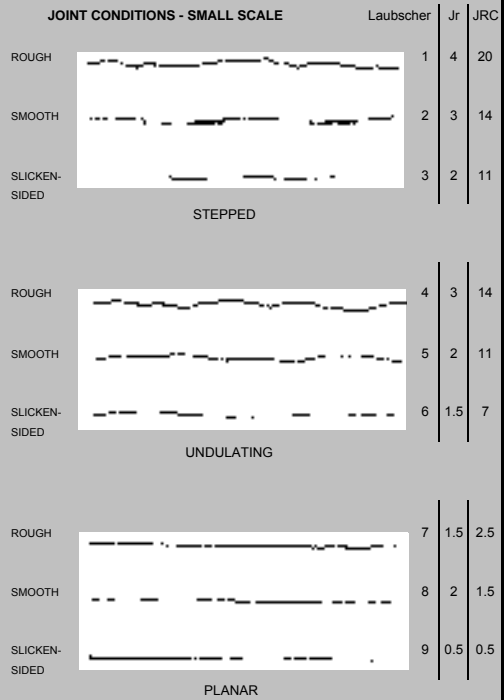 JOINT CONDITIONS - SMALL SCALE Laubscher Jr JRC
ROUGH 1 4 20
SMOOTH 2 3 14
SLICKEN-
SIDED 3 2 11
STEPPED
ROUGH 4 3 14
SMOOTH 5 2 11
SLICKEN-
SIDED 6 1.5 7
UNDULATING
ROUGH 7 1.5 2.5
SMOOTH 8 2 1.5
SLICKEN-
SIDED 9 0.5 0.5
PLANAR